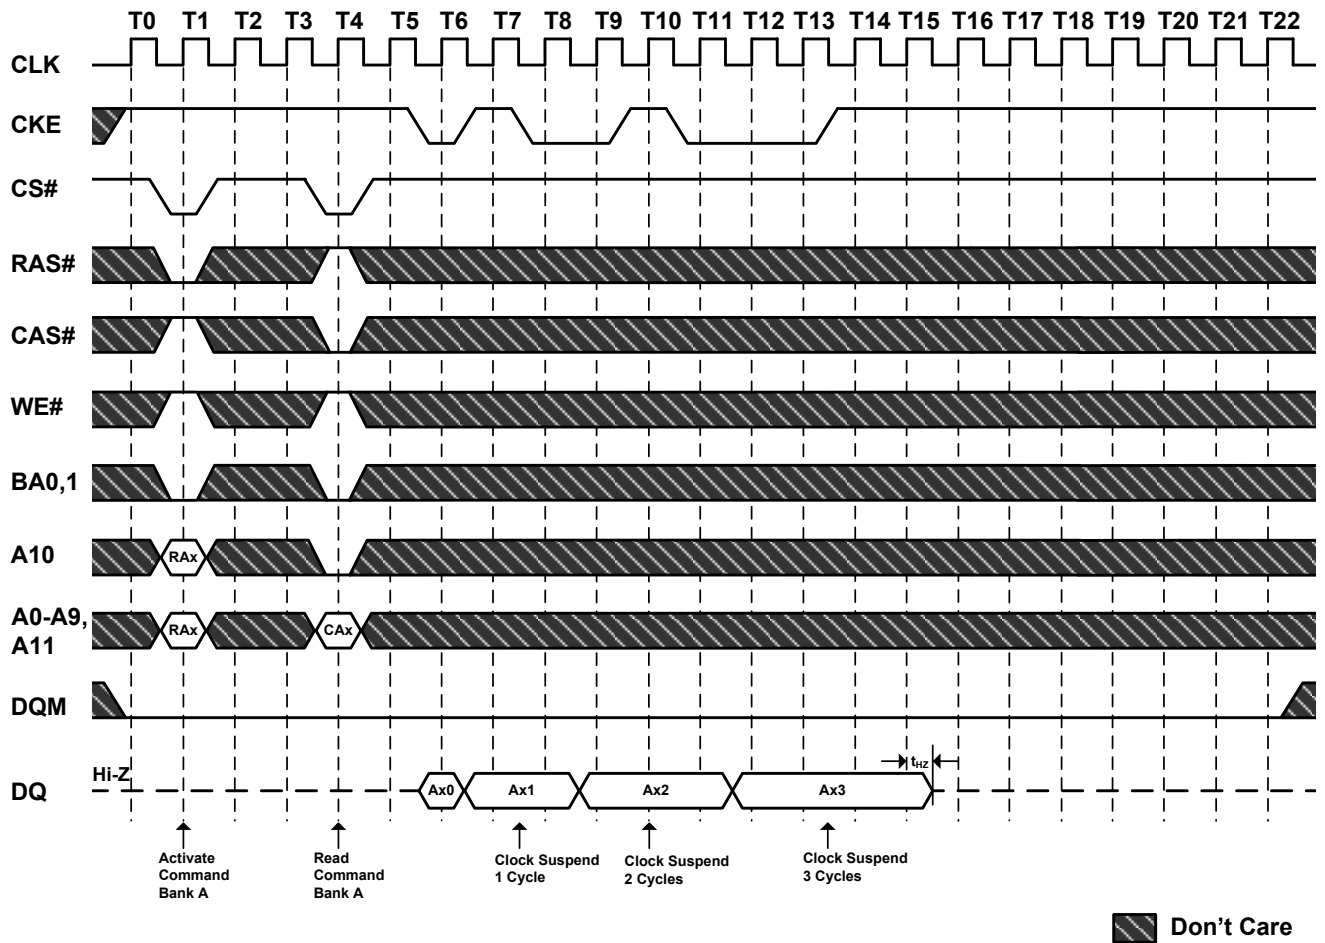 T0 T1 T2 T3 T4 T5 T6 T7 T8 T9 T10 T11 T12 T13 T14 T15 T16 T17 T18 T19 T20 T21 T22
CLK
CKE
CS#
RAS#
CAS#
WE#
BA0,1
A10
RAx
A0-A9,
A11
RAx CAx
DQM
tHZ
Hi-Z
DQ
Ax0 Ax1 Ax2 Ax3
Activate
Command
Bank A
Read
Command
Bank A
Clock Suspend
1 Cycle
Clock Suspend
2 Cycles
Clock Suspend
3 Cycles
Don't Care